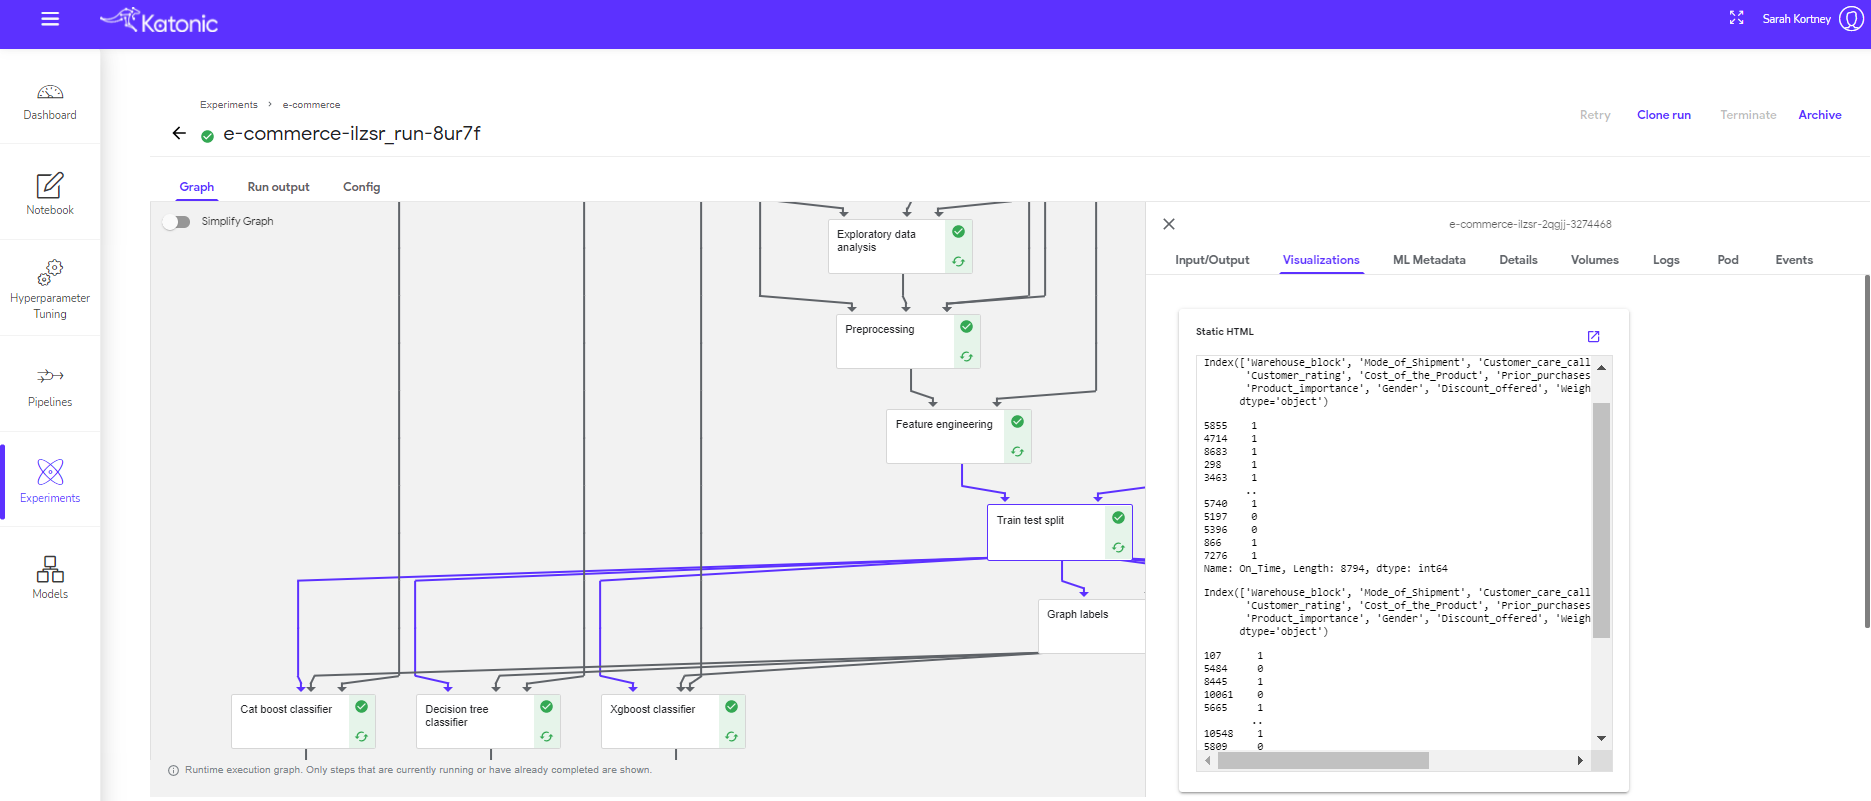 Katonic
Sarah Kortney
Dashboard
Notebook
Hyperparameter
Tuning
Pipelines
Experiments
Models
Experiments › e-commerce
e-commerce-ilzsr_run-8ur7f
Retry
Clone run
Terminate
Archive
Graph
Run output
Config
Simplify Graph
Exploratory data
analysis
Preprocessing
Feature engineering
Train test split
Graph labels
Cat boost classifier
Decision tree
classifier
Xgboost classifier
Runtime execution graph. Only steps that are currently running or have already completed are shown.
e-commerce-ilzsr-2qgjj-3274468
Input/Output
Visualizations
ML Metadata
Details
Volumes
Logs
Pod
Events
Static HTML
Index(['Warehouse_block', 'Mode_of_Shipment', 'Customer_care_call
'Customer_rating', 'Cost_of_the_Product', 'Prior_purchases
'Product_importance', 'Gender', 'Discount_offered', 'Weigh
dtype='object')
5855 1
4714 1
8683 1
298 1
3463 1
..
5740 1
5197 0
5396 0
866 1
7276 1
Name: On_Time, Length: 8794, dtype: int64
Index(['Warehouse_block', 'Mode_of_Shipment', 'Customer_care_call
'Customer_rating', 'Cost_of_the_Product', 'Prior_purchases
'Product_importance', 'Gender', 'Discount_offered', 'Weigh
dtype='object')
107 1
5484 0
8445 1
10061 0
5665 1
..
10548 1
5809 0